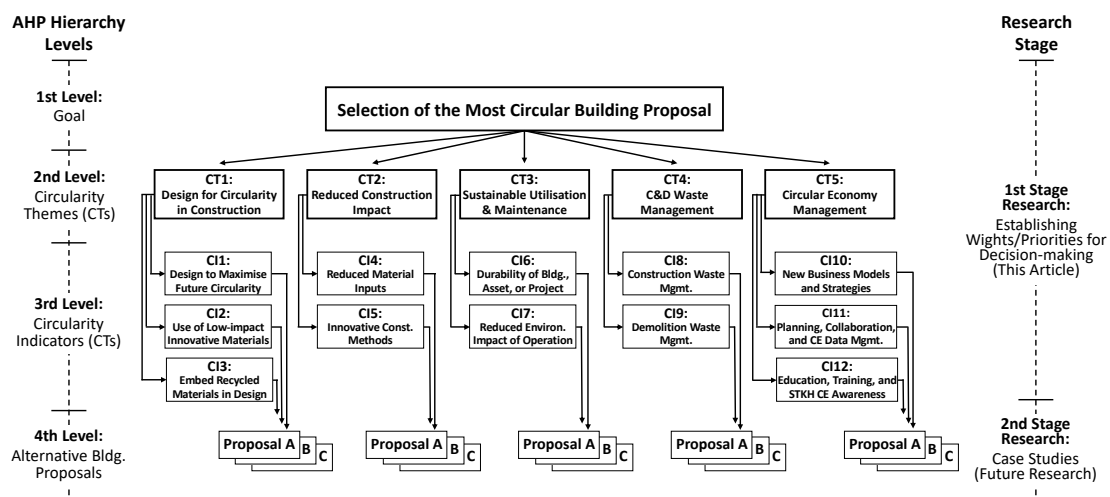 AHP Hierarchy
Levels
1st Level:
Goal
2nd Level:
Circularity
Themes (CTs)
3rd Level:
Circularity
Indicators (CTs)
4th Level:
Alternative Bldg.
Proposals
Selection of the Most Circular Building Proposal
CT1:
Design for Circularity
in Construction
CT2:
Reduced Construction
Impact
CT3:
Sustainable Utilisation
& Maintenance
CT4:
C&D Waste
Management
CT5:
Circular Economy
Management
CI1:
Design to Maximise
Future Circularity
CI2:
Use of Low-impact
Innovative Materials
CI3:
Embed Recycled
Materials in Design
CI4:
Reduced Material
Inputs
CI5:
Innovative Const.
Methods
CI6:
Durability of Bldg.,
Asset, or Project
CI7:
Reduced Environ.
Impact of Operation
CI8:
Construction Waste
Mgmt.
CI9:
Demolition Waste
Mgmt.
CI10:
New Business Models
and Strategies
CI11:
Planning, Collaboration,
and CE Data Mgmt.
CI12:
Education, Training, and
STKH CE Awareness
Proposal A B C
Proposal A B C
Proposal A B C
Proposal A B C
Proposal A B C
Research
Stage
1st Stage
Research:
Establishing
Wights/Priorities for
Decision-making
(This Article)
2nd Stage
Research:
Case Studies
(Future Research)